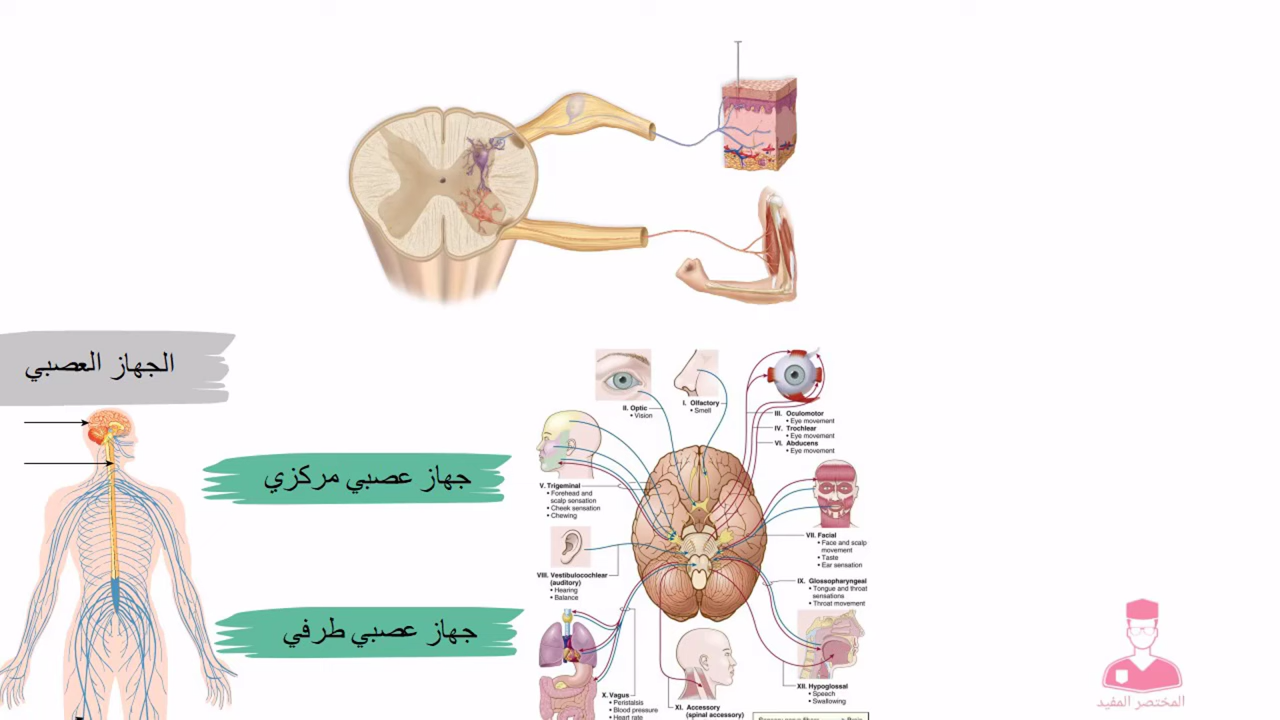 الجهاز العصبي
جهاز عصبي مركزي
جهاز عصبي طرفي
II. Optic
• Vision
I. Olfactory
• Smell
III. Oculomotor
• Eye movement
IV. Trochlear
• Eye movement
VI. Abducens
• Eye movement
V. Trigeminal
• Forehead and
scalp sensation
• Cheek sensation
• Chewing
VII. Facial
• Face and scalp
movement
• Taste
• Ear sensation
VIII. Vestibulocochlear
(auditory)
• Hearing
• Balance
IX. Glossopharyngeal
• Tongue and throat
sensations
• Throat movement
X. Vagus
• Peristalsis
• Blood pressure
• Heart rate
XI. Accessory
(spinal accessory)
XII. Hypoglossal
• Speech
• Swallowing
المختصر المفيد